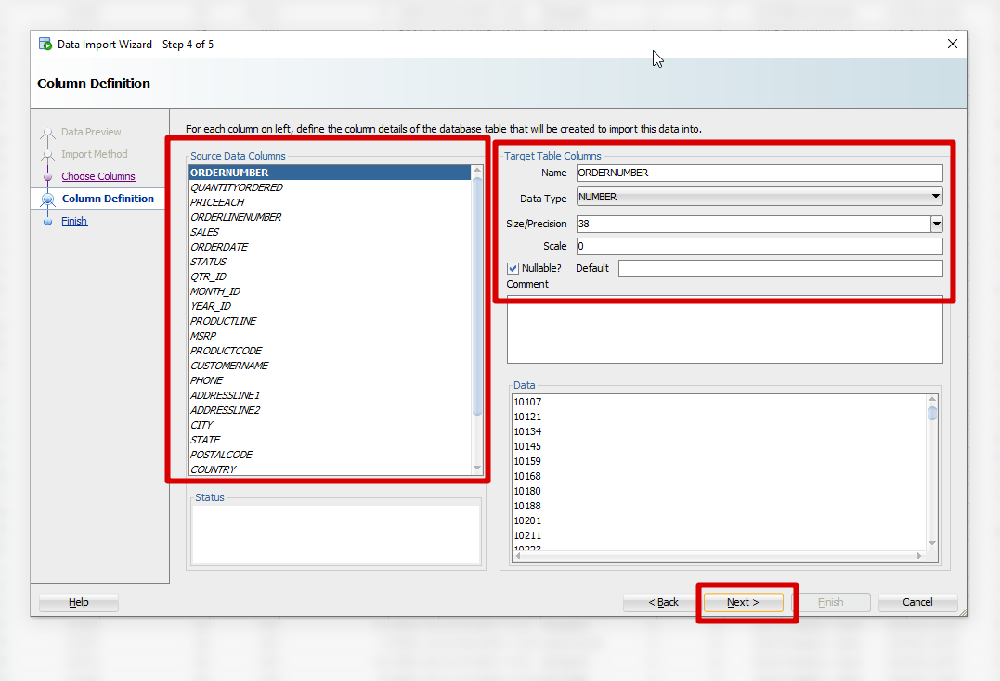 Data Import Wizard - Step 4 of 5
Column Definition
Data Preview
Import Method
Choose Columns
Column Definition
Finish
For each column on left, define the column details of the database table that will be created to import this data into.
Source Data Columns
ORDERNUMBER
QUANTITYORDERED
PRICEEACH
ORDERLINENUMBER
SALES
ORDERDATE
STATUS
QTR_ID
MONTH_ID
YEAR_ID
PRODUCTLINE
MSRP
PRODUCTCODE
CUSTOMERNAME
PHONE
ADDRESSLINE1
ADDRESSLINE2
CITY
STATE
POSTALCODE
COUNTRY
Status
Target Table Columns
Name ORDERNUMBER
Data Type NUMBER
Size/Precision 38
Scale 0
Nullable? Default
Comment
Data
10107
10121
10134
10145
10159
10168
10180
10188
10201
10211
10223
Help < Back Next > Finish Cancel